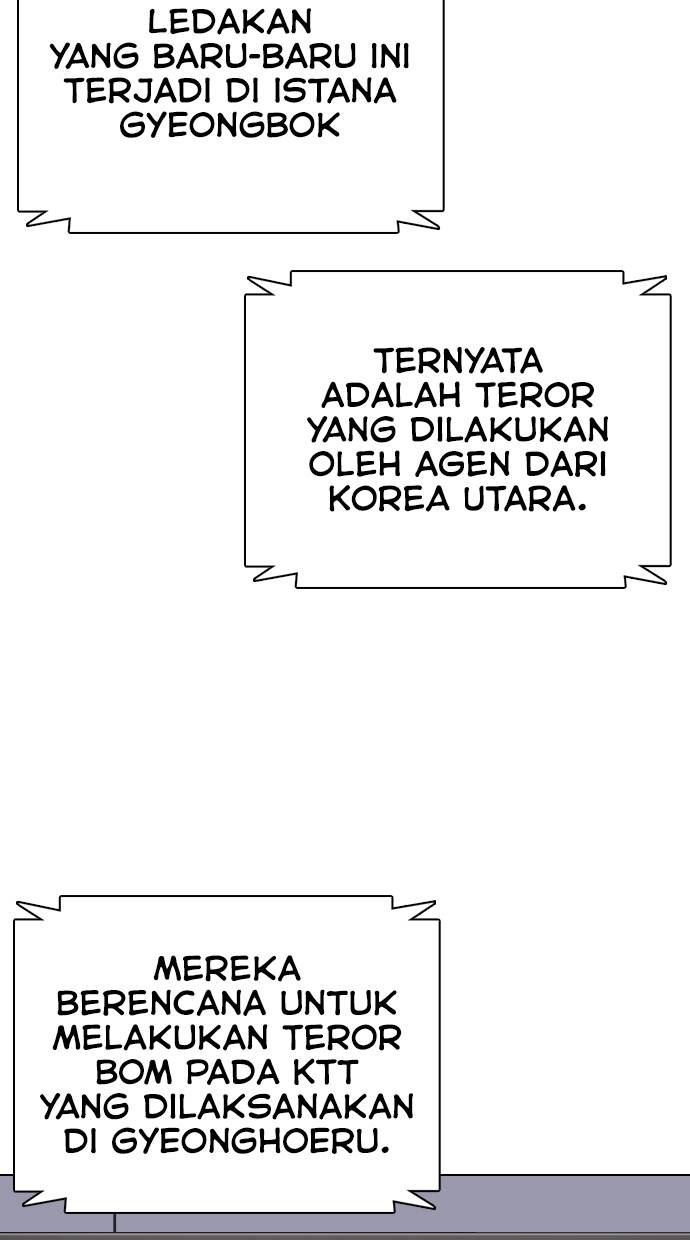 LEDAKAN
YANG BARU-BARU INI
TERJADI DI ISTANA
GYEONGBOK
TERNYATA
ADALAH TEROR
YANG DILAKUKAN
OLEH AGEN DARI
KOREA UTARA.
MEREKA
BERENCANA UNTUK
MELAKUKAN TEROR
BOM PADA KTT
YANG DILAKSANAKAN
DI GYEONGHOERU.